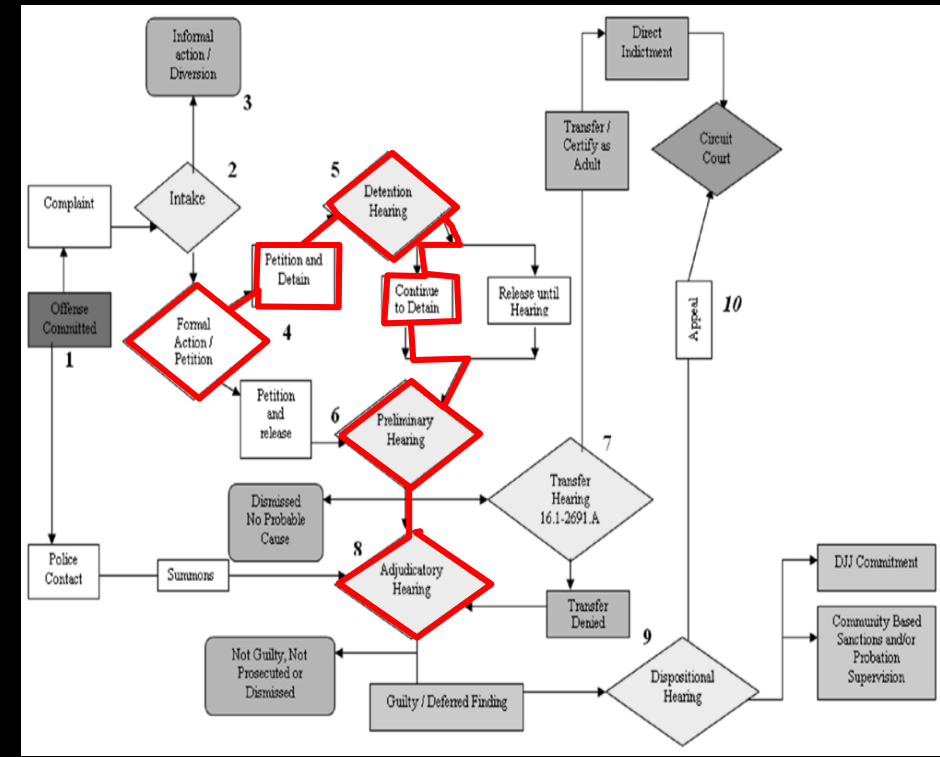 Informal
action /
Diversion
3
Direct
Indictment
Transfer /
Certify as
Adult
Circuit
Court
2
Intake
Complaint
5
Detention
Hearing
Petition and
Detain
Continue
to Detain
Release until
Hearing
Offense
Committed
1
Formal
Action /
Petition
4
Appeal
10
Petition
and
release
6
Preliminary
Hearing
7
Transfer
Hearing
16.1-2691.A
Dismissed
No Probable
Cause
8
Adjudicatory
Hearing
Police
Contact
Summons
Transfer
Denied
DJJ Commitment
Community Based
Sanctions and/or
Probation
Supervision
9
Dispositional
Hearing
Not Guilty, Not
Prosecuted or
Dismissed
Guilty / Deferred Finding